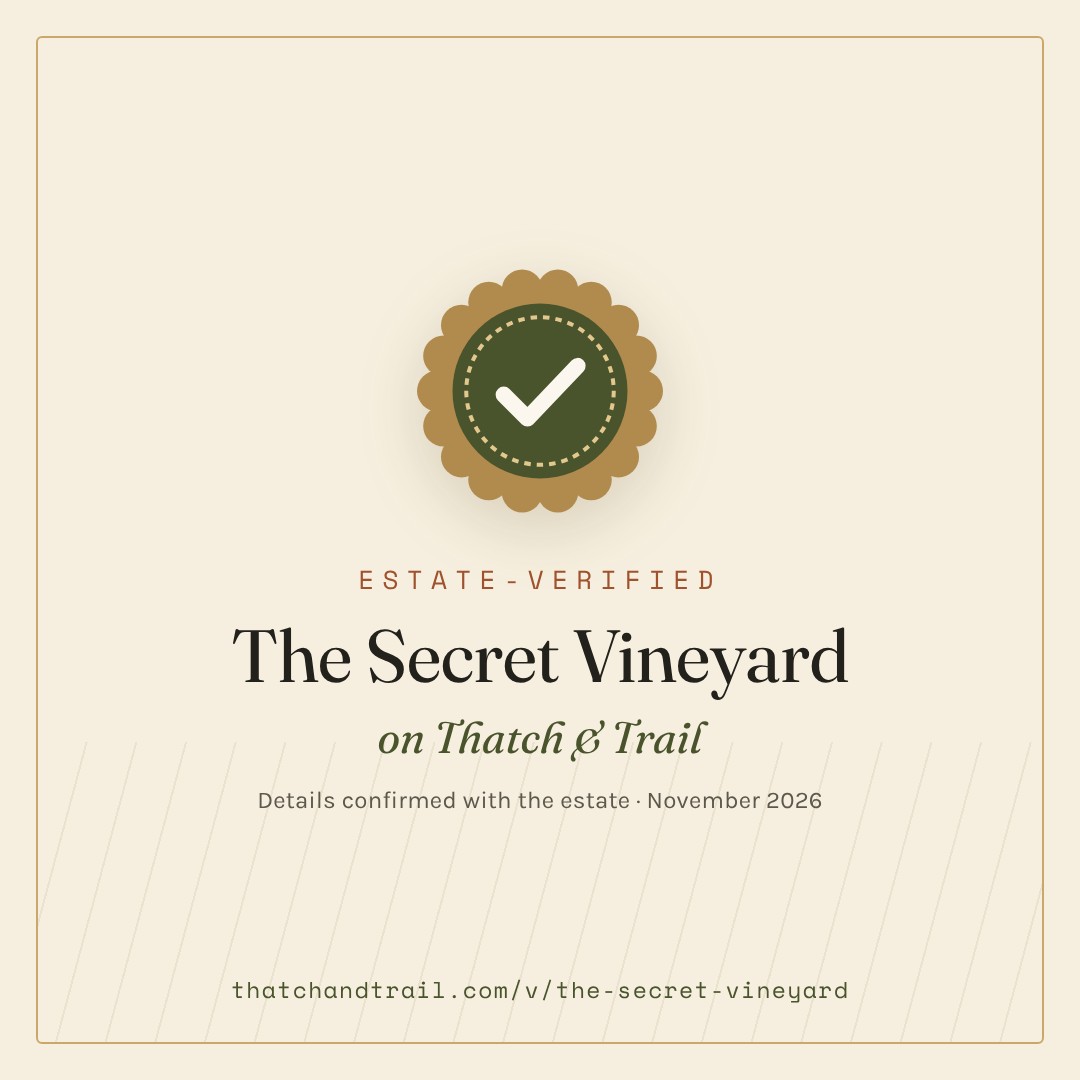 ESTATE-VERIFIED
The Secret Vineyard
on Thatch & Trail
Details confirmed with the estate · November 2026
thatchandtrail.com/v/the-secret-vineyard